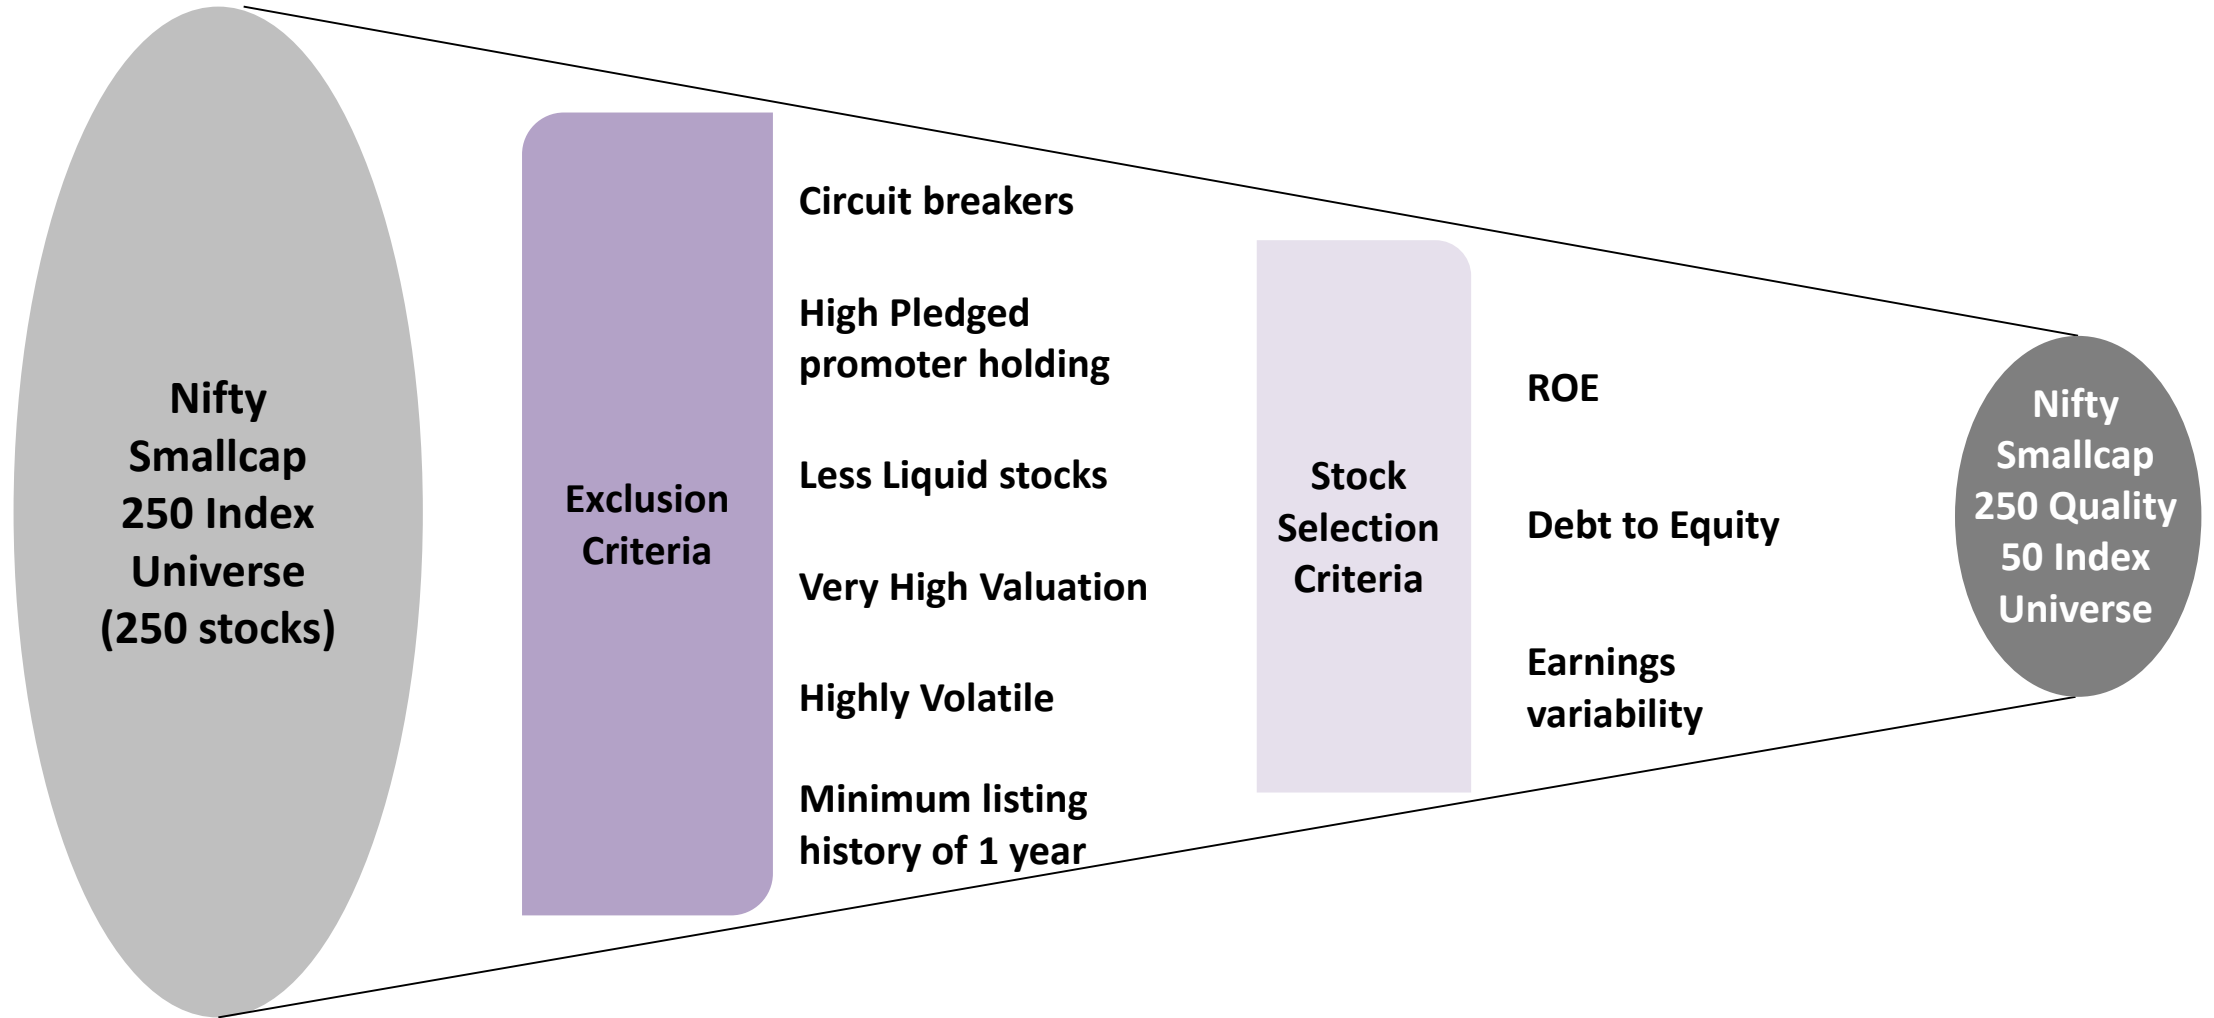 Nifty
Smallcap
250 Index
Universe
(250 stocks)
Exclusion
Criteria
Circuit breakers
High Pledged
promoter holding
Less Liquid stocks
Very High Valuation
Highly Volatile
Minimum listing
history of 1 year
Stock
Selection
Criteria
ROE
Debt to Equity
Earnings
variability
Nifty
Smallcap
250 Quality
50 Index
Universe